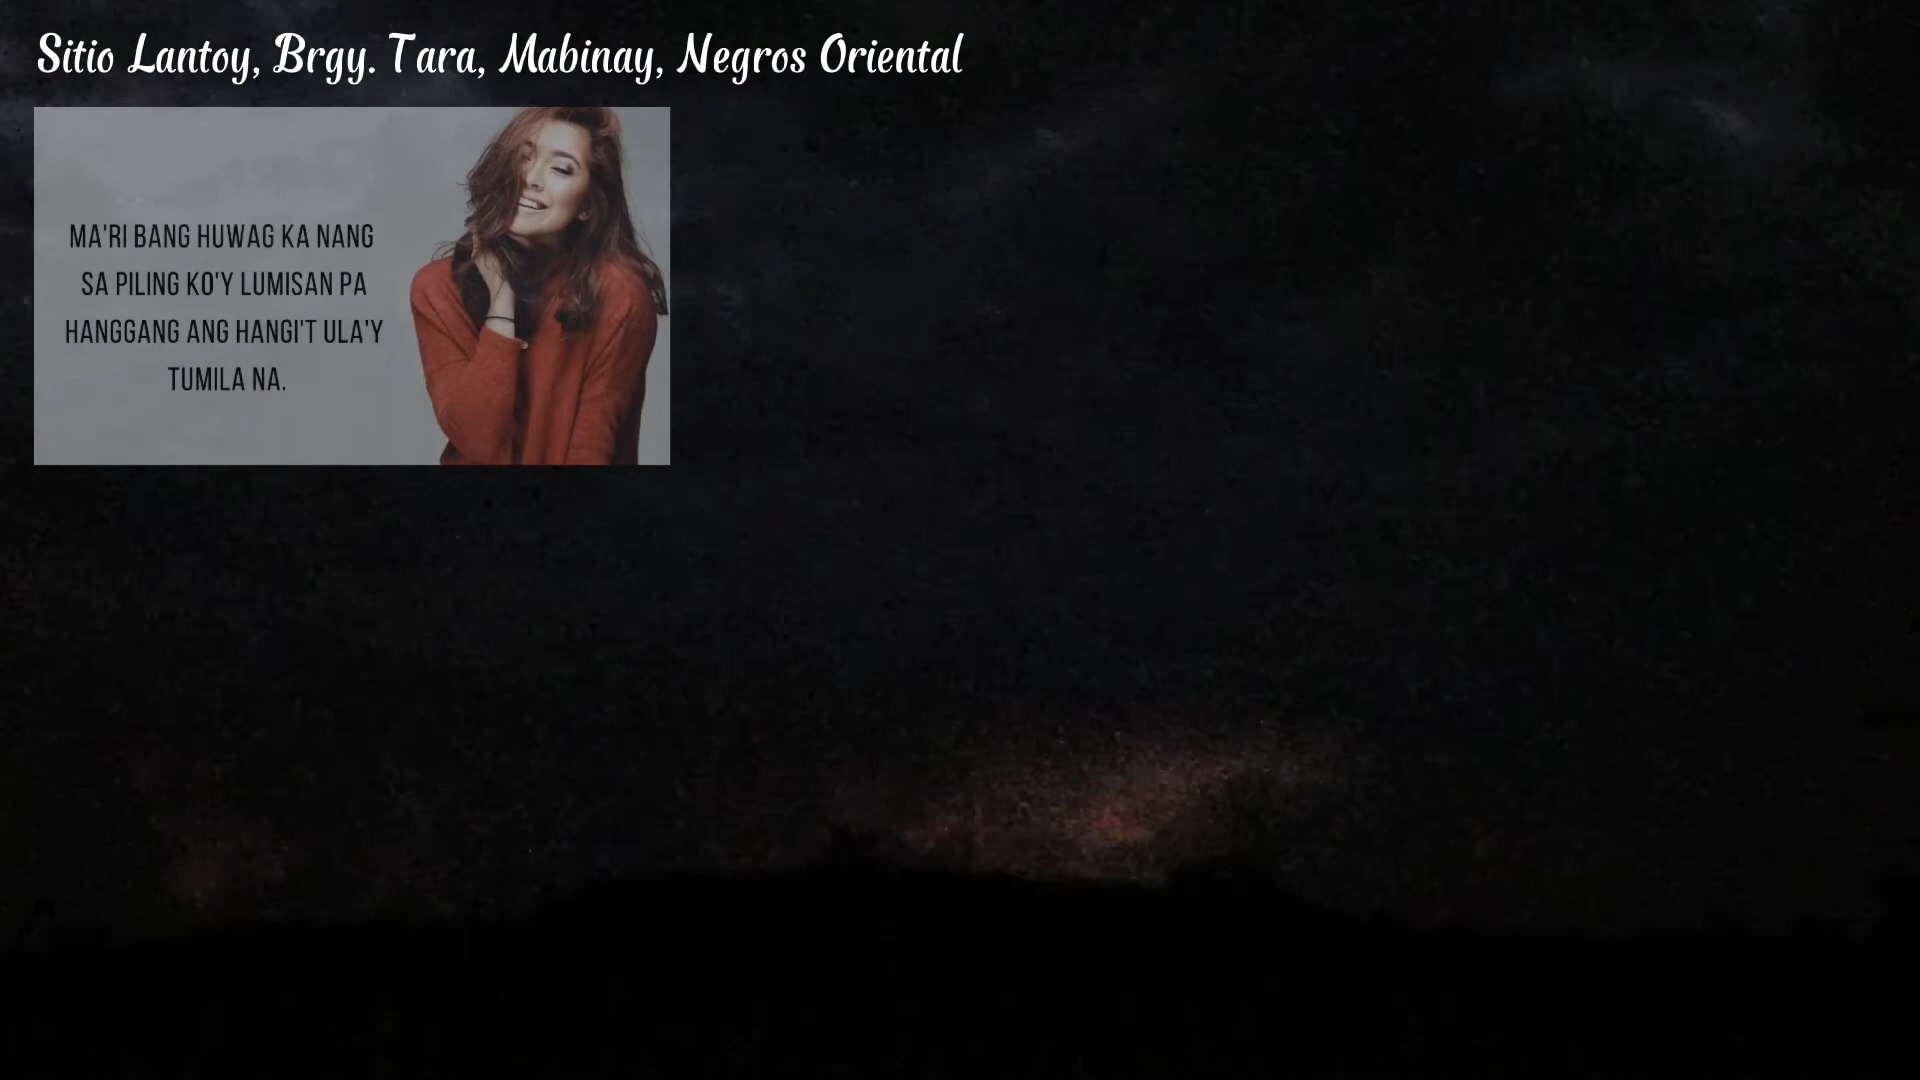 Sitio Lantoy, Brgy. Tara, Mabinay, Negros Oriental
MA'RI BANG HUWAG KA NANG
SA PILING KO'Y LUMISAN PA
HANGGANG ANG HANGI'T ULA'Y
TUMILA NA.